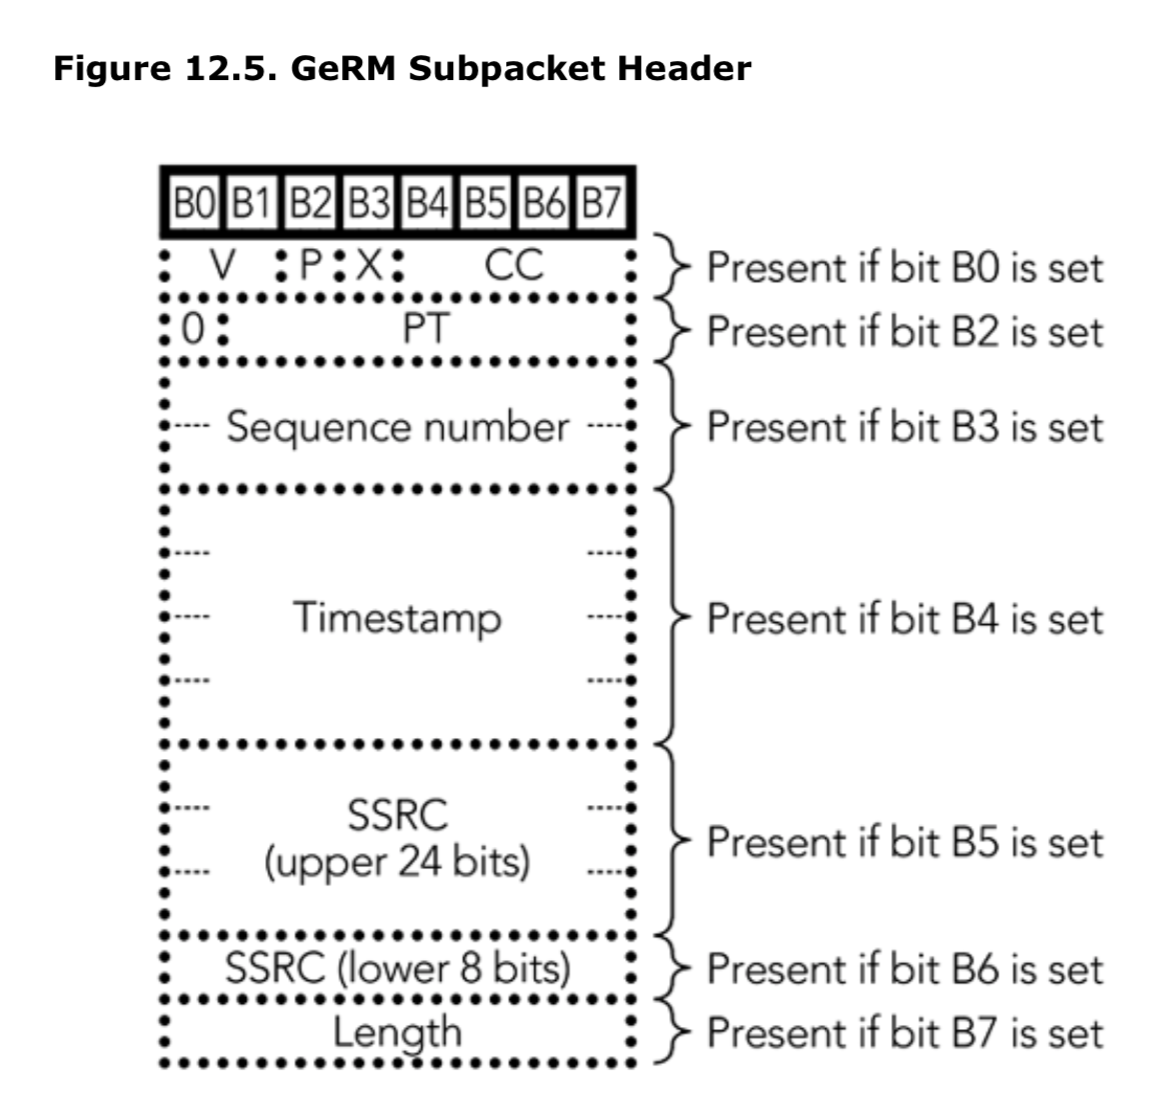 Figure 12.5. GeRM Subpacket Header
B0 B1 B2 B3 B4 B5 B6 B7
V P X CC Present if bit B0 is set
0 PT Present if bit B2 is set
Sequence number Present if bit B3 is set
Timestamp Present if bit B4 is set
SSRC
(upper 24 bits) Present if bit B5 is set
SSRC (lower 8 bits) Present if bit B6 is set
Length Present if bit B7 is set